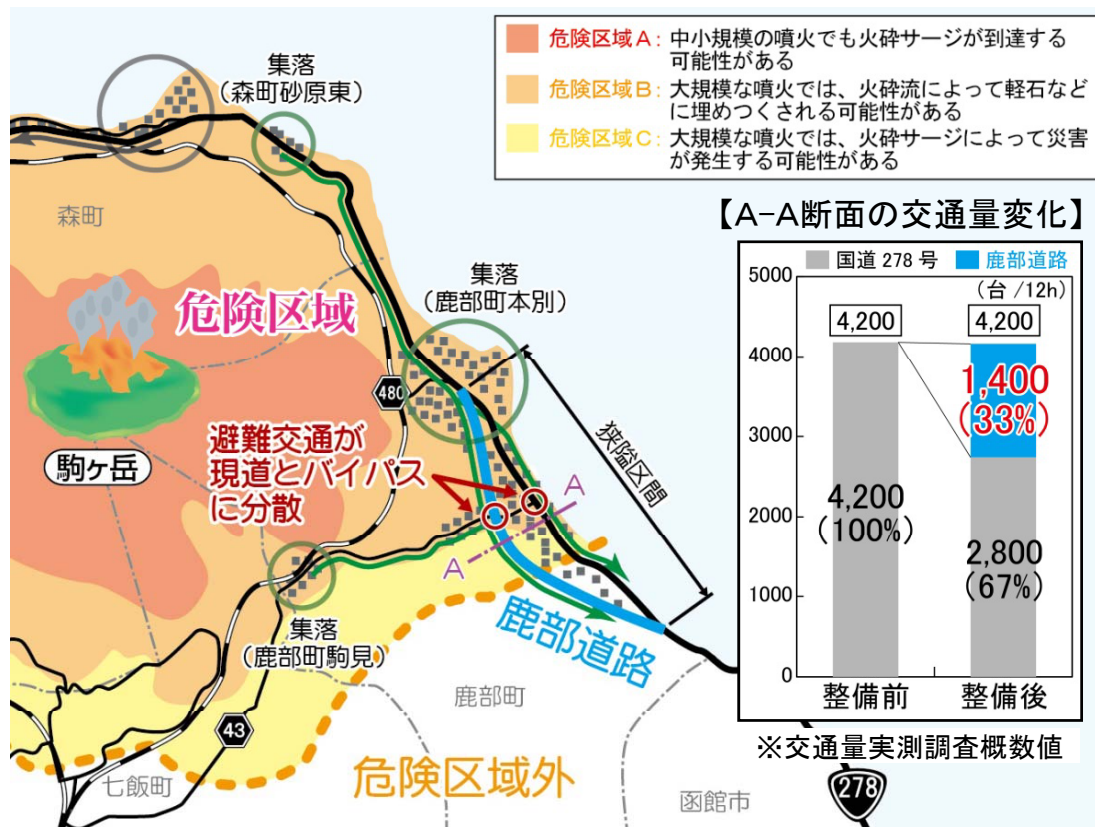 危険区域A：中小規模の噴火でも火砕サージが到達する
可能性がある
危険区域B：大規模な噴火では、火砕流によって軽石など
に埋めつくされる可能性がある
危険区域C：大規模な噴火では、火砕サージによって災害
が発生する可能性がある
集落
（森町砂原東）
森町
危険区域
集落
（鹿部町本別）
480
駒ヶ岳
避難交通が
現道とバイパス
に分散
狭隘区間
A
A
集落
（鹿部町駒見）
鹿部道路
鹿部町
43
七飯町
危険区域外
函館市
278
【A-A断面の交通量変化】
国道278号 鹿部道路
（台/12h）
5000
4000
3000
2000
1000
0
4,200
4,200
(100%)
4,200
1,400
(33%)
2,800
(67%)
整備前
整備後
※交通量実測調査概数値